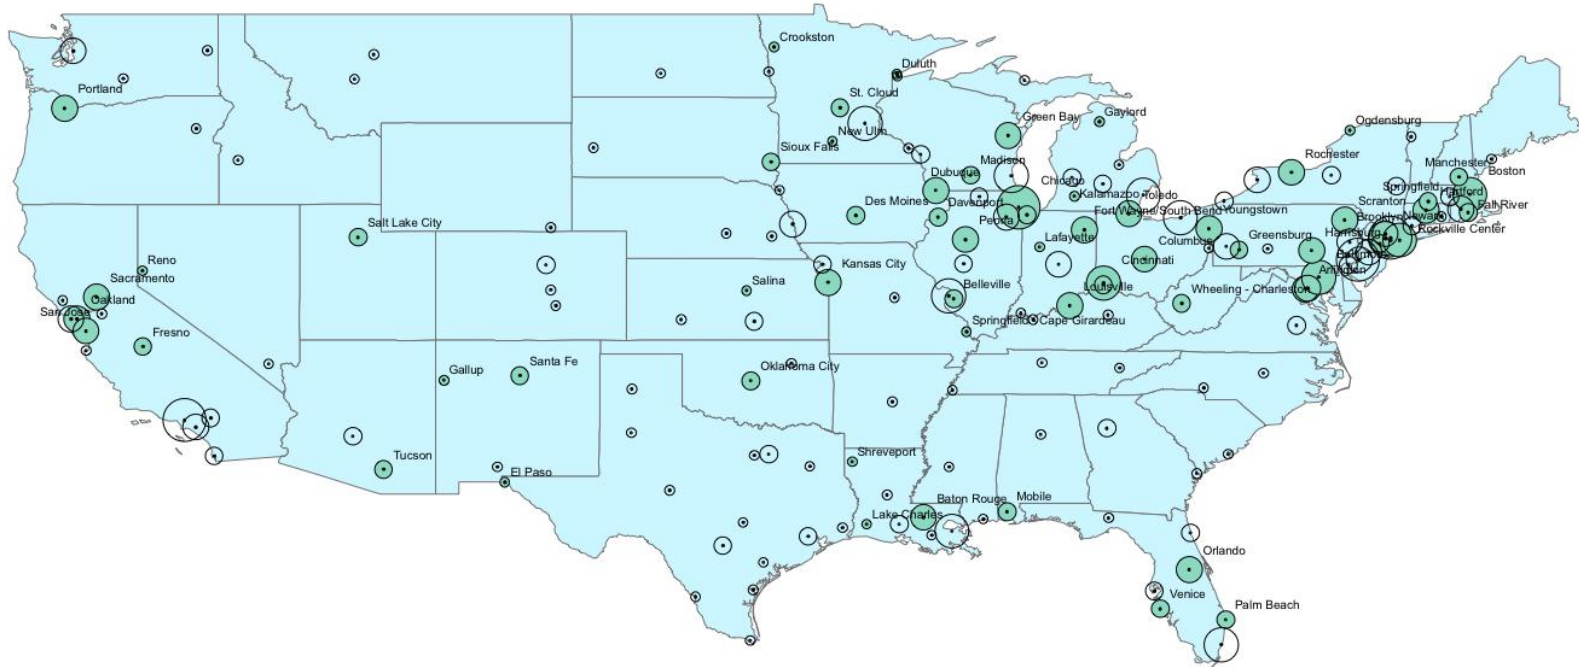 Crookston
Duluth
Portland
St. Cloud
Gaylord
Green Bay
Ogdensburg
New Ulm
Sioux Falls
Rochester
Madison
Manchester
Boston
Dubuque
Chicago
Kalamazoo
Toledo
Springfield
Hartford
Des Moines
Davenport
Scranton
Fall River
Fort Wayne/South Bend
Youngstown
Peoria
Brooklyn
Newark
Salt Lake City
Rockville Center
Harrisburg
Columbus
Greensburg
Lafayette
Baltimore
Cincinnati
Reno
Kansas City
Arlington
Sacramento
Salina
Belleville
Louisville
Wheeling - Charleston
Oakland
San Jose
Springfield - Cape Girardeau
Fresno
Santa Fe
Gallup
Oklahoma City
Tucson
Shreveport
El Paso
Baton Rouge
Mobile
Lake Charles
Orlando
Venice
Palm Beach